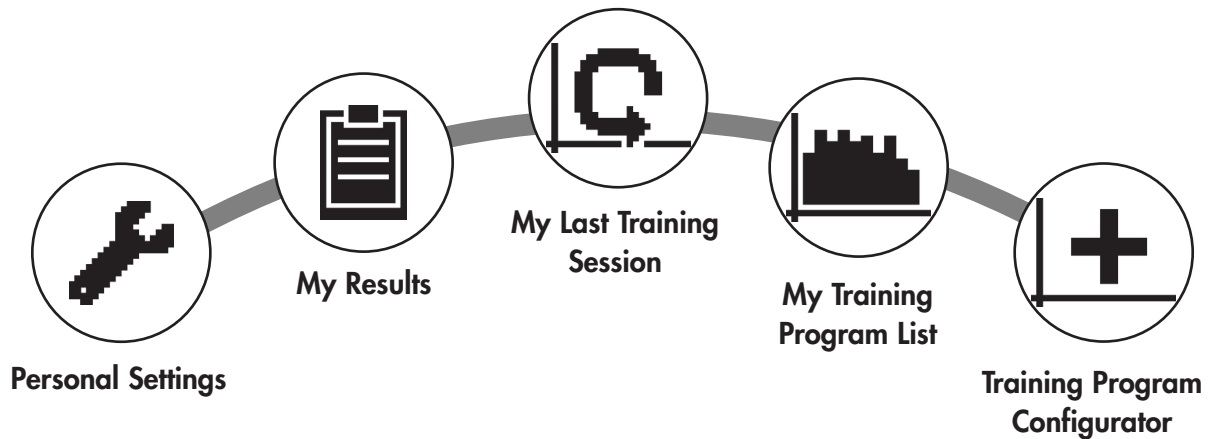 Personal Settings
My Results
My Last Training
Session
My Training
Program List
Training Program
Configurator